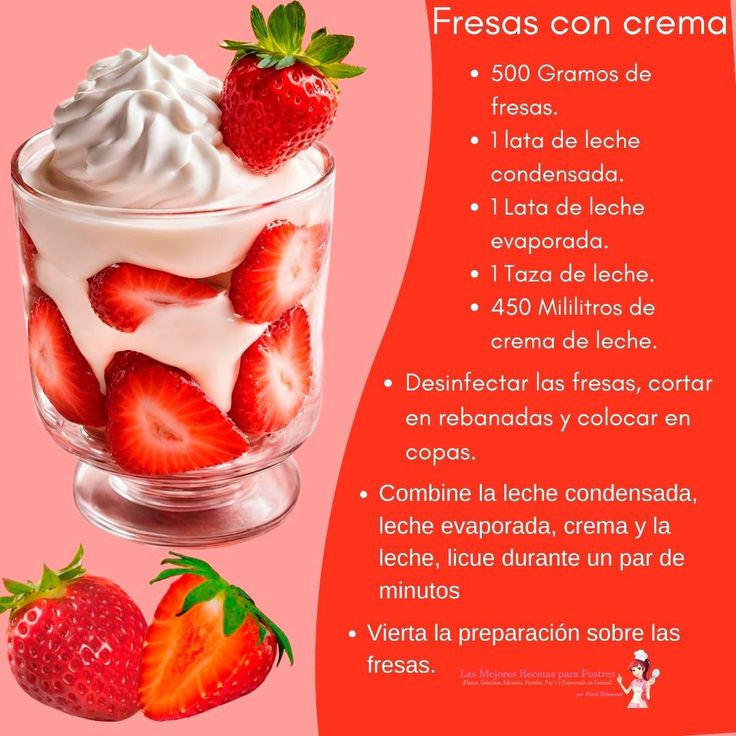 Fresas con crema
• 500 Gramos de
fresas.
• 1 lata de leche
condensada.
• 1 Lata de leche
evaporada.
• 1 Taza de leche.
• 450 Mililitros de
crema de leche.
• Desinfectar las fresas, cortar
en rebanadas y colocar en
copas.
• Combine la leche condensada,
leche evaporada, crema y la
leche, licue durante un par de
minutos
• Vierta la preparación sobre las
fresas.
Las Mejores Recetas para Postres